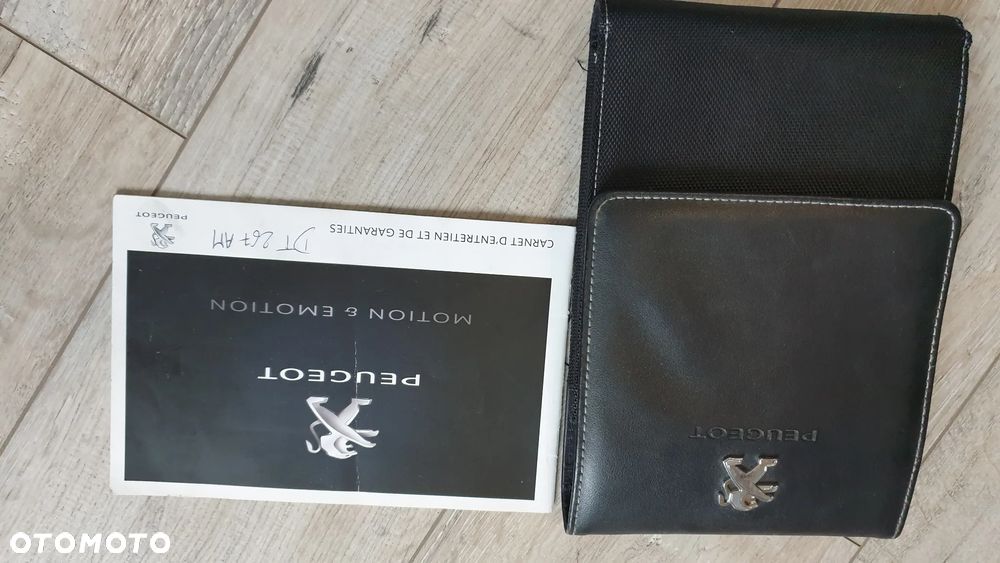 CARNET D'ENTRETIEN ET DE GARANTIES
DT 267 AM
PEUGEOT
MOTION & EMOTION
PEUGEOT
PEUGEOT
OTOMOTO